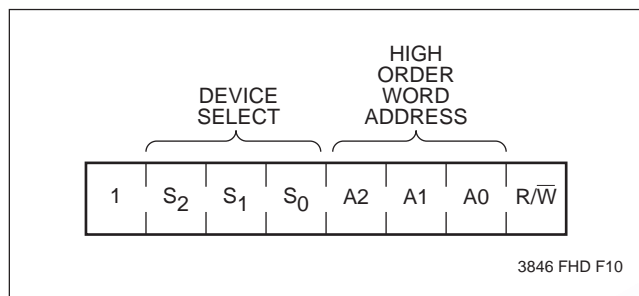 HIGH
ORDER
WORD
ADDRESS
DEVICE
SELECT
1 S2 S1 S0 A2 A1 A0 R/W̅
3846 FHD F10